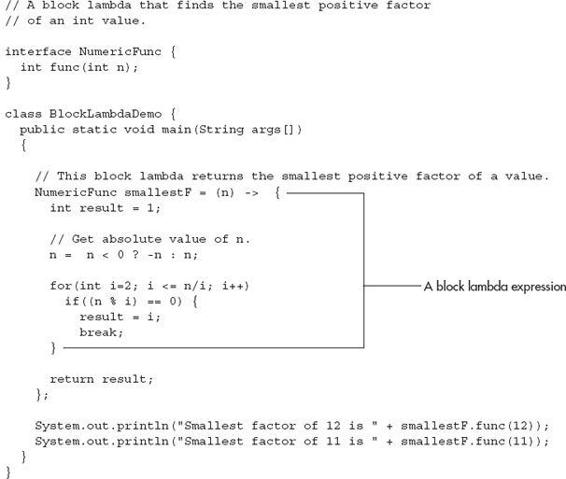 // A block lambda that finds the smallest positive factor
// of an int value.
interface NumericFunc {
int func(int n);
}
class BlockLambdaDemo {
public static void main(String args[])
{
// This block lambda returns the smallest positive factor of a value.
NumericFunc smallestF = (n) -> {
int result = 1;
// Get absolute value of n.
n = n < 0 ? -n : n;
for(int i=2; i <= n/i; i++)
if((n % i) == 0) {
result = i;
break;
}
return result;
};
System.out.println("Smallest factor of 12 is " + smallestF.func(12));
System.out.println("Smallest factor of 11 is " + smallestF.func(11));
}
}
A block lambda expression